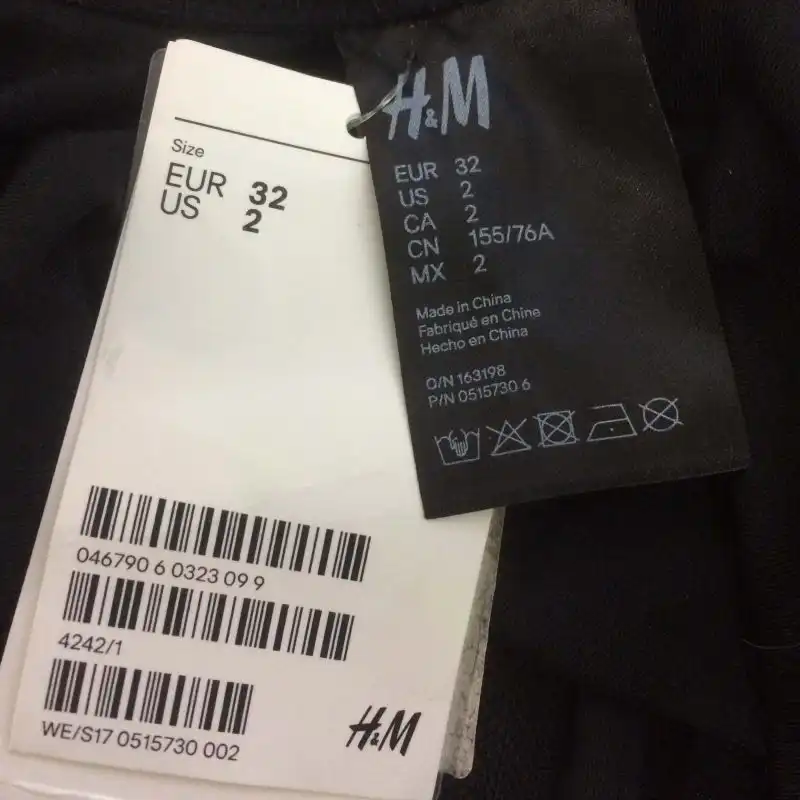 Size
EUR 32
US 2
046790 6 0323 09 9
4242/1
WE/S17 0515730 002
H&M
H&M
EUR 32
US 2
CA 2
CN 155/76A
MX 2
Made in China
Fabriqué en Chine
Hecho en China
O/N 163198
P/N 0515730 6